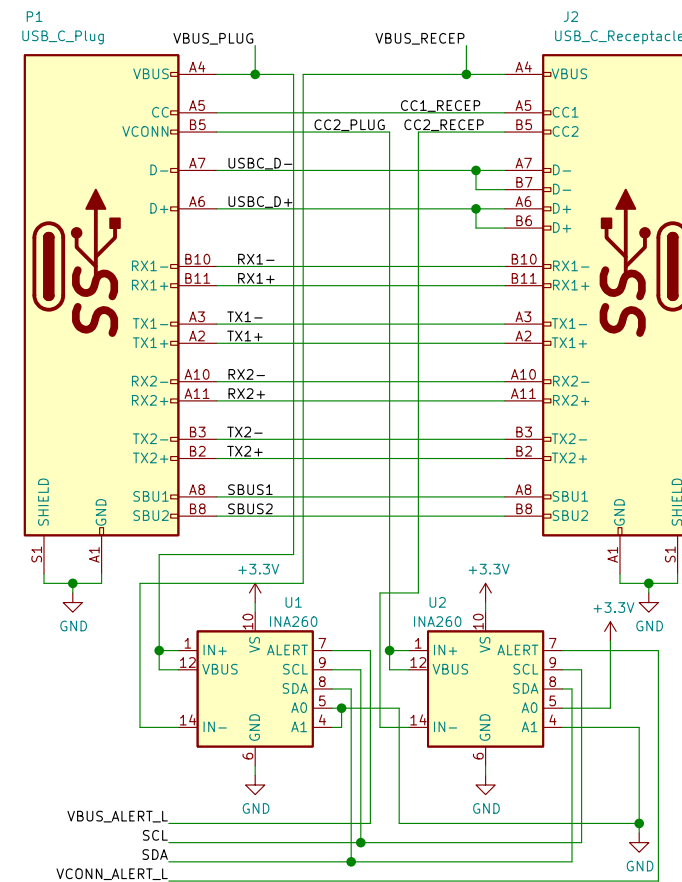 P1
USB_C_Plug
J2
USB_C_Receptacle
VBUS_PLUG
VBUS_RECEP
VBUS A4
A4 VBUS
CC A5
CC1_RECEP
A5 CC1
VCONN B5
CC2_PLUG
CC2_RECEP
B5 CC2
D- A7 USBC_D-
A7 D-
B7 D-
D+ A6 USBC_D+
A6 D+
B6 D+
RX1- B10 RX1-
B10 RX1-
RX1+ B11 RX1+
B11 RX1+
SS
SS
TX1- A3 TX1-
A3 TX1-
TX1+ A2 TX1+
A2 TX1+
RX2- A10 RX2-
A10 RX2-
RX2+ A11 RX2+
A11 RX2+
TX2- B3 TX2-
B3 TX2-
TX2+ B2 TX2+
B2 TX2+
SBU1 A8 SBUS1
A8 SBU1
SBU2 B8 SBUS2
B8 SBU2
SHIELD
GND
GND
SHIELD
S1
A1
A1
S1
GND
GND
+3.3V
+3.3V
+3.3V
U1
INA260
10
VS
1 IN+
12 VBUS
14 IN-
ALERT 7
SCL 9
SDA 8
A0 5
A1 4
GND
6
GND
U2
INA260
10
VS
1 IN+
12 VBUS
14 IN-
ALERT 7
SCL 9
SDA 8
A0 5
A1 4
GND
6
GND
GND
VBUS_ALERT_L
SCL
SDA
VCONN_ALERT_L